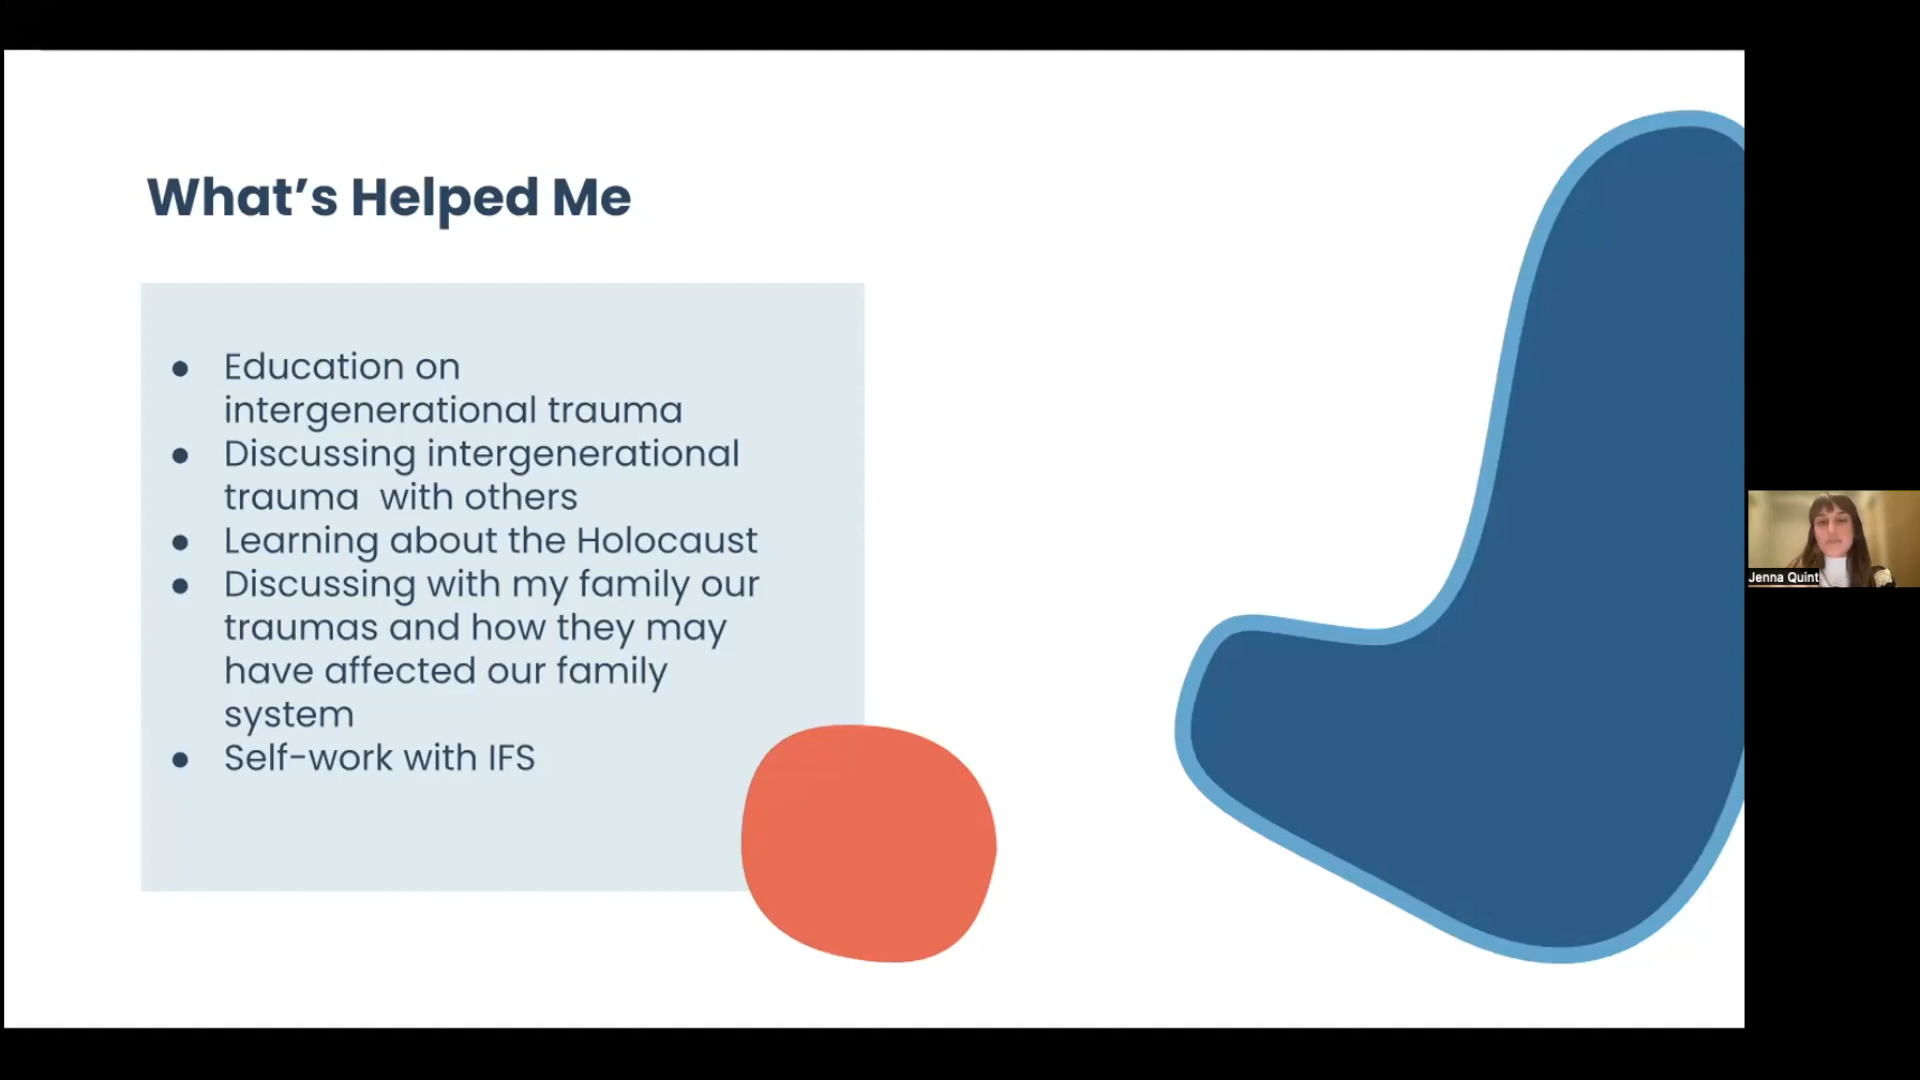 What's Helped Me
● Education on
intergenerational trauma
● Discussing intergenerational
trauma  with others
● Learning about the Holocaust
● Discussing with my family our
traumas and how they may
have affected our family
system
● Self-work with IFS
Jenna Quint